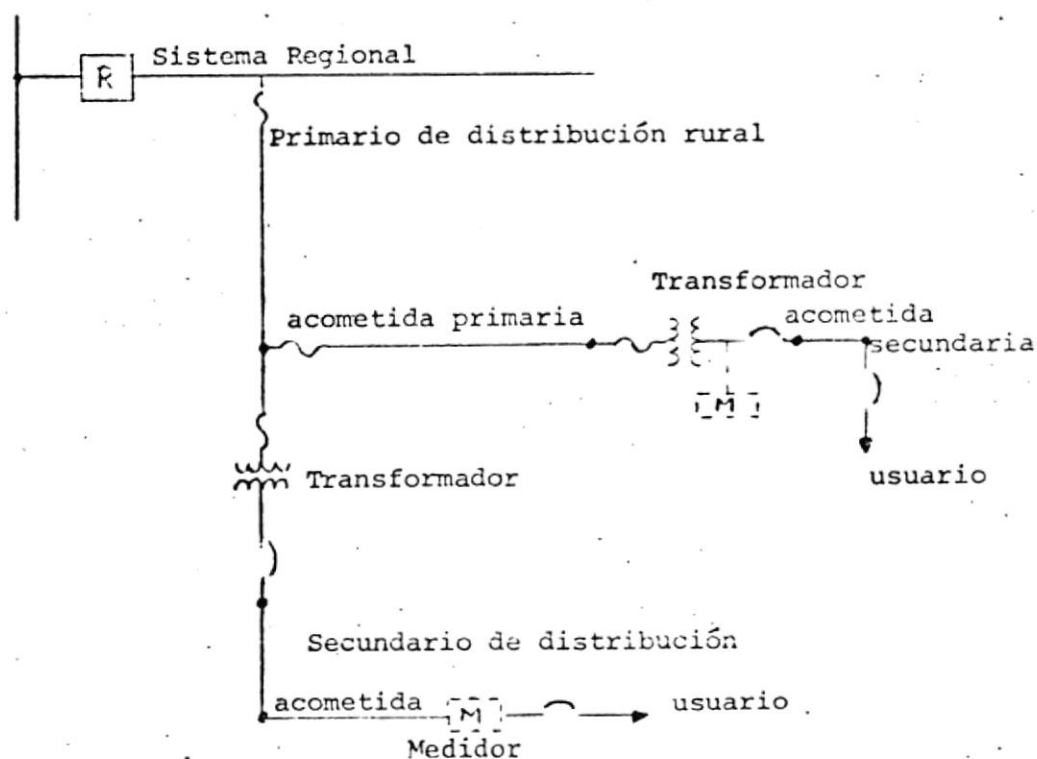 Sistema Regional
R
Primario de distribución rural
Transformador
acometida primaria
acometida
secundaria
M
usuario
Transformador
Secundario de distribución
acometida
M
usuario
Medidor